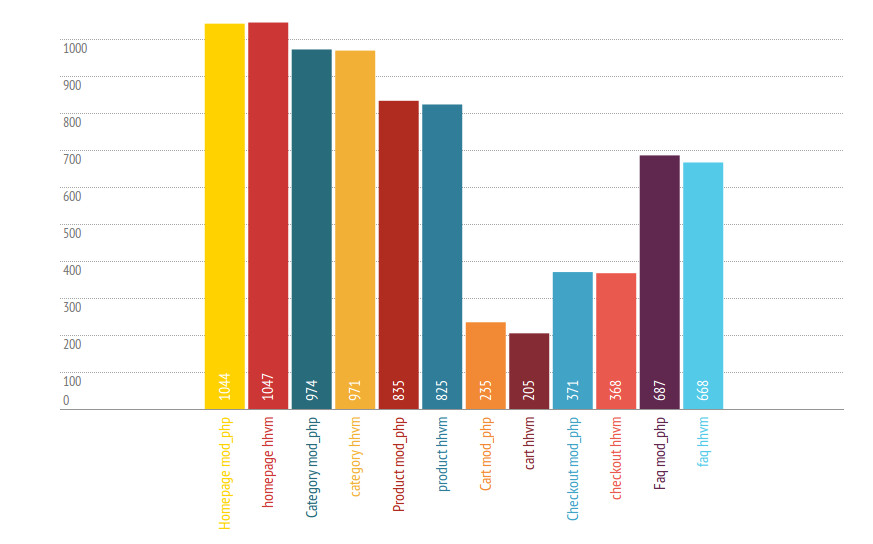 1000
900
800
700
600
500
400
300
200
100
0
1044
1047
974
971
835
825
235
205
371
368
687
668
Homepage mod_php
homepage hhvm
Category mod_php
category hhvm
Product mod_php
product hhvm
Cart mod_php
cart hhvm
Checkout mod_php
checkout hhvm
Faq mod_php
faq hhvm